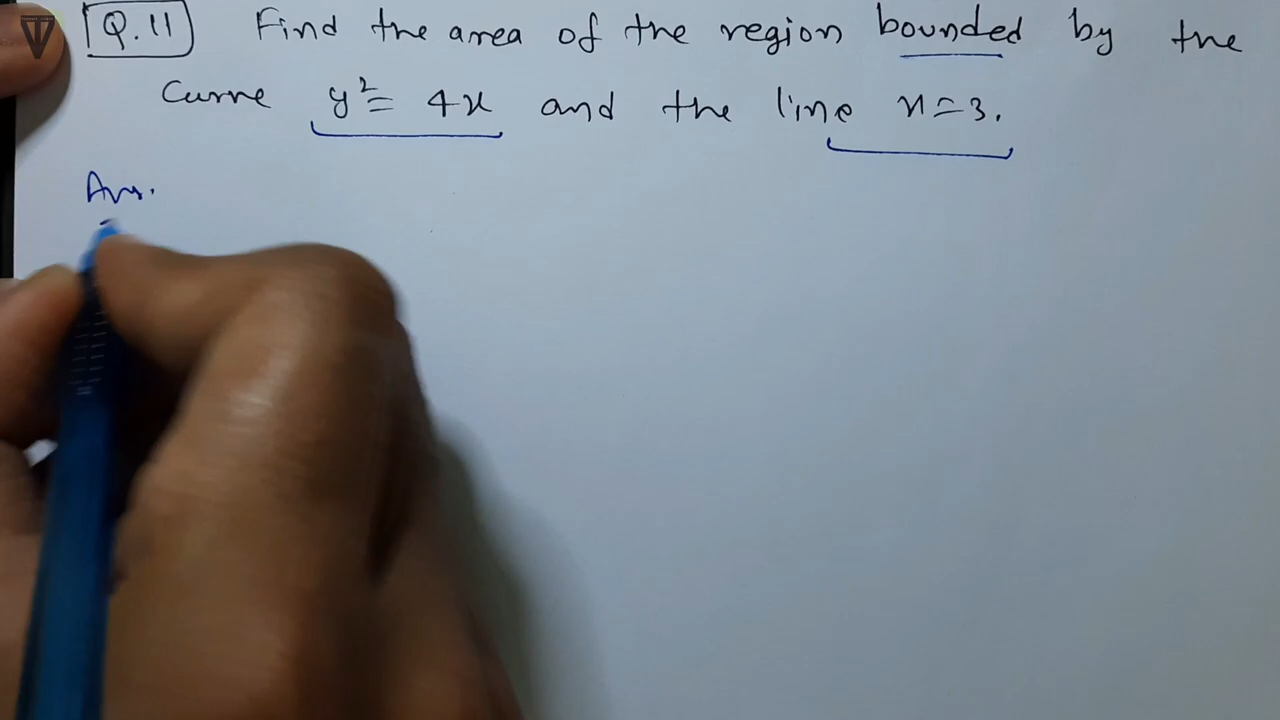 Q.11 Find the area of the region bounded by the
curve y²= 4x and the line x=3.
Ans.